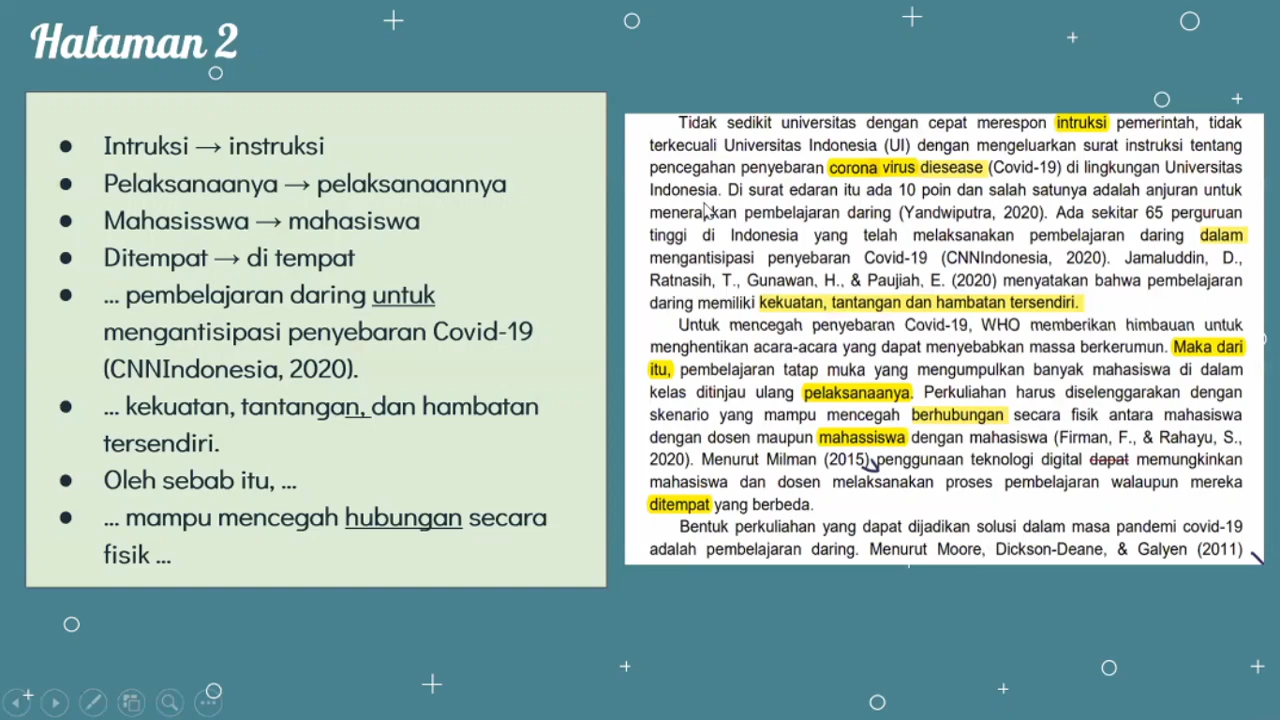 Hataman 2
● Intruksi → instruksi
● Pelaksanaanya → pelaksanaannya
● Mahasisswa → mahasiswa
● Ditempat → di tempat
● ... pembelajaran daring untuk
mengantisipasi penyebaran Covid-19
(CNNIndonesia, 2020).
● ... kekuatan, tantangan, dan hambatan
tersendiri.
● Oleh sebab itu, ...
● ... mampu mencegah hubungan secara
fisik ...
Tidak sedikit universitas dengan cepat merespon intruksi pemerintah, tidak
terkecuali Universitas Indonesia (UI) dengan mengeluarkan surat instruksi tentang
pencegahan penyebaran corona virus diesease (Covid-19) di lingkungan Universitas
Indonesia. Di surat edaran itu ada 10 poin dan salah satunya adalah anjuran untuk
menerapkan pembelajaran daring (Yandwiputra, 2020). Ada sekitar 65 perguruan
tinggi di Indonesia yang telah melaksanakan pembelajaran daring dalam
mengantisipasi penyebaran Covid-19 (CNNIndonesia, 2020). Jamaluddin, D.,
Ratnasih, T., Gunawan, H., & Paujiah, E. (2020) menyatakan bahwa pembelajaran
daring memiliki kekuatan, tantangan dan hambatan tersendiri.
Untuk mencegah penyebaran Covid-19, WHO memberikan himbauan untuk
menghentikan acara-acara yang dapat menyebabkan massa berkerumun. Maka dari
itu, pembelajaran tatap muka yang mengumpulkan banyak mahasiswa di dalam
kelas ditinjau ulang pelaksanaanya. Perkuliahan harus diselenggarakan dengan
skenario yang mampu mencegah berhubungan secara fisik antara mahasiswa
dengan dosen maupun mahassiswa dengan mahasiswa (Firman, F., & Rahayu, S.,
2020). Menurut Milman (2015) penggunaan teknologi digital dapat memungkinkan
mahasiswa dan dosen melaksanakan proses pembelajaran walaupun mereka
ditempat yang berbeda.
Bentuk perkuliahan yang dapat dijadikan solusi dalam masa pandemi covid-19
adalah pembelajaran daring. Menurut Moore, Dickson-Deane, & Galyen (2011)